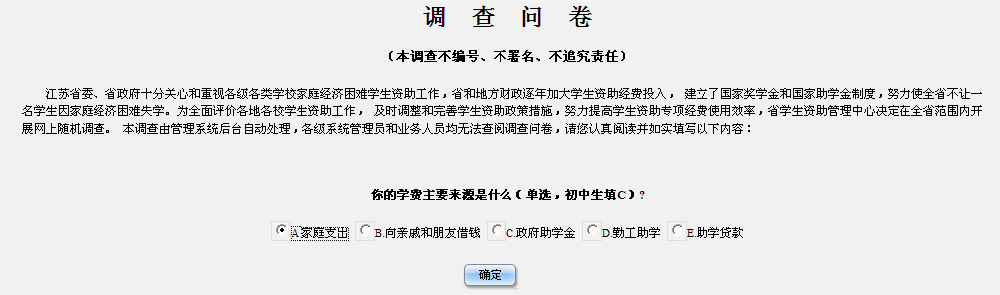 调 查 问 卷
（本调查不编号、不署名、不追究责任）
江苏省委、省政府十分关心和重视各级各类学校家庭经济困难学生资助工作，省和地方财政逐年加大学生资助经费投入， 建立了国家奖学金和国家助学金制度，努力使全省不让一
名学生因家庭经济困难失学。为全面评价各地各校学生资助工作， 及时调整和完善学生资助政策措施，努力提高学生资助专项经费使用效率，省学生资助管理中心决定在全省范围内开
展网上随机调查。 本调查由管理系统后台自动处理，各级系统管理员和业务人员均无法查阅调查问卷，请您认真阅读并如实填写以下内容：
你的学费主要来源是什么（单选，初中生填C）?
A.家庭支出 B.向亲戚和朋友借钱 C.政府助学金 D.勤工助学 E.助学贷款
确定